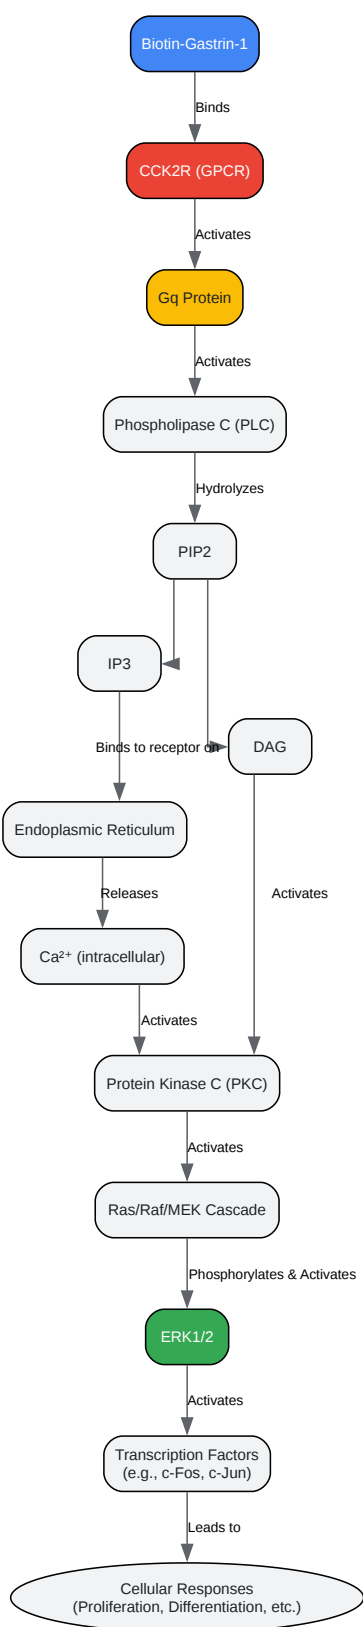 Biotin-Gastrin-1
Binds
CCK2R (GPCR)
Activates
Gq Protein
Activates
Phospholipase C (PLC)
Hydrolyzes
PIP2
IP3
Binds to receptor on
DAG
Endoplasmic Reticulum
Releases
Activates
Ca²⁺ (intracellular)
Activates
Protein Kinase C (PKC)
Activates
Ras/Raf/MEK Cascade
Phosphorylates & Activates
ERK1/2
Activates
Transcription Factors
(e.g., c-Fos, c-Jun)
Leads to
Cellular Responses
(Proliferation, Differentiation, etc.)